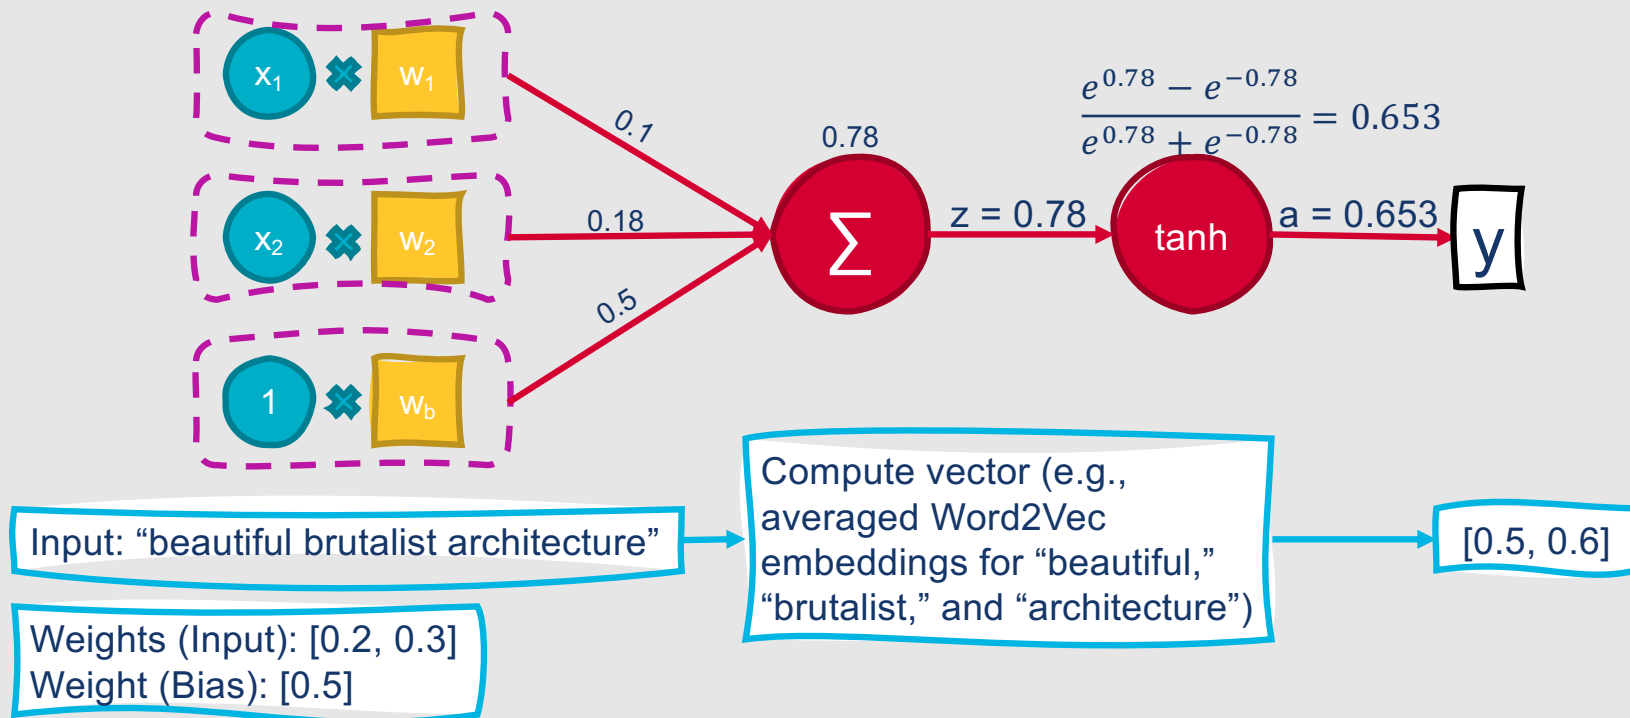 x₁ × w₁
0.1
x₂ × w₂
0.18
1 × w_b
0.5
0.78
∑
z = 0.78
e^{0.78} − e^{−0.78}
e^{0.78} + e^{−0.78}
= 0.653
tanh
a = 0.653
y
Input: “beautiful brutalist architecture”
Compute vector (e.g.,
averaged Word2Vec
embeddings for “beautiful,”
“brutalist,” and “architecture”)
[0.5, 0.6]
Weights (Input): [0.2, 0.3]
Weight (Bias): [0.5]